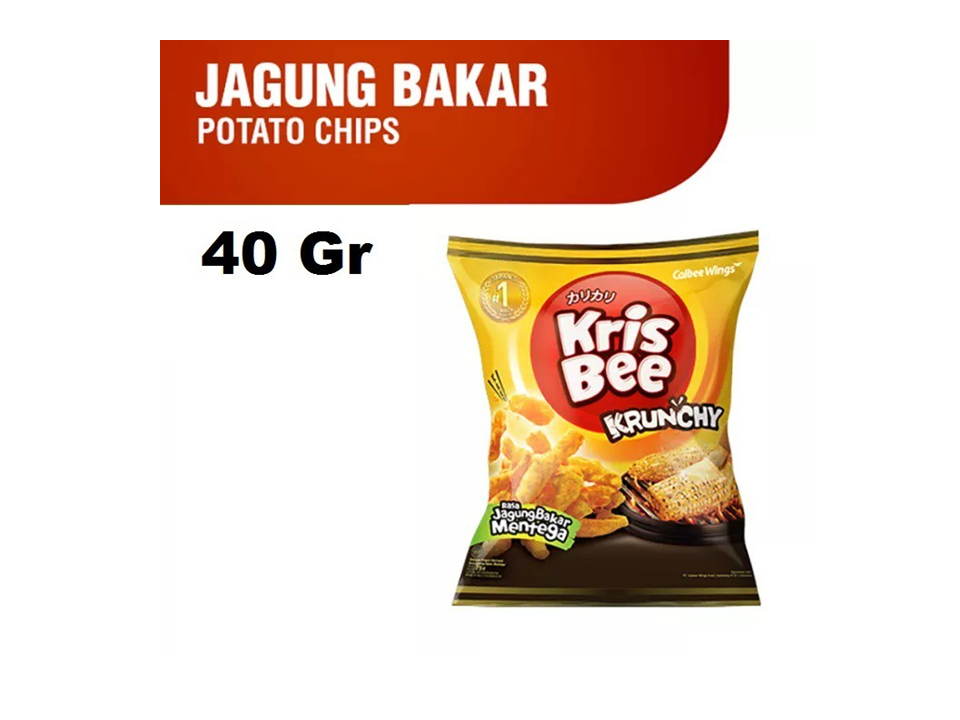 JAGUNG BAKAR
POTATO CHIPS
40 Gr
Calbee Wings
#1
カリカリ
Kris
Bee
KRUNCHY
Rasa
Jagung Bakar
Mentega